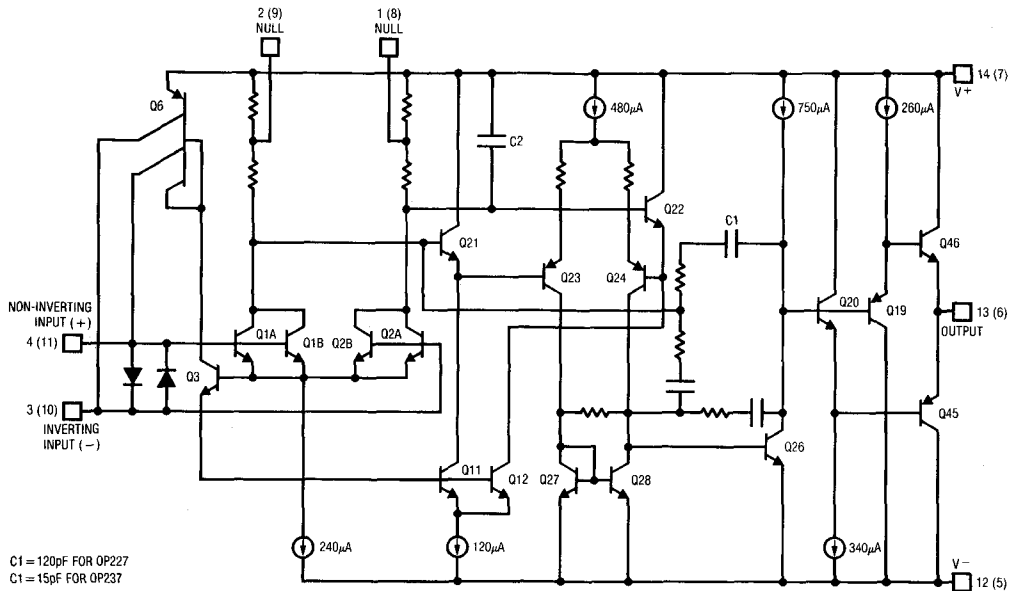 2 (9)
NULL
1 (8)
NULL
14 (7)
V+
Q6
480µA
750µA
260µA
C2
Q22
C1
Q21
Q46
Q23
Q24
Q20
Q19
13 (6)
OUTPUT
NON-INVERTING
INPUT (+)
4 (11)
Q1A
Q1B
Q2B
Q2A
Q3
3 (10)
INVERTING
INPUT (−)
Q45
Q26
Q11
Q12
Q27
Q28
240µA
120µA
340µA
V−
12 (5)
C1 = 120pF FOR OP227
C1 = 15pF FOR OP237